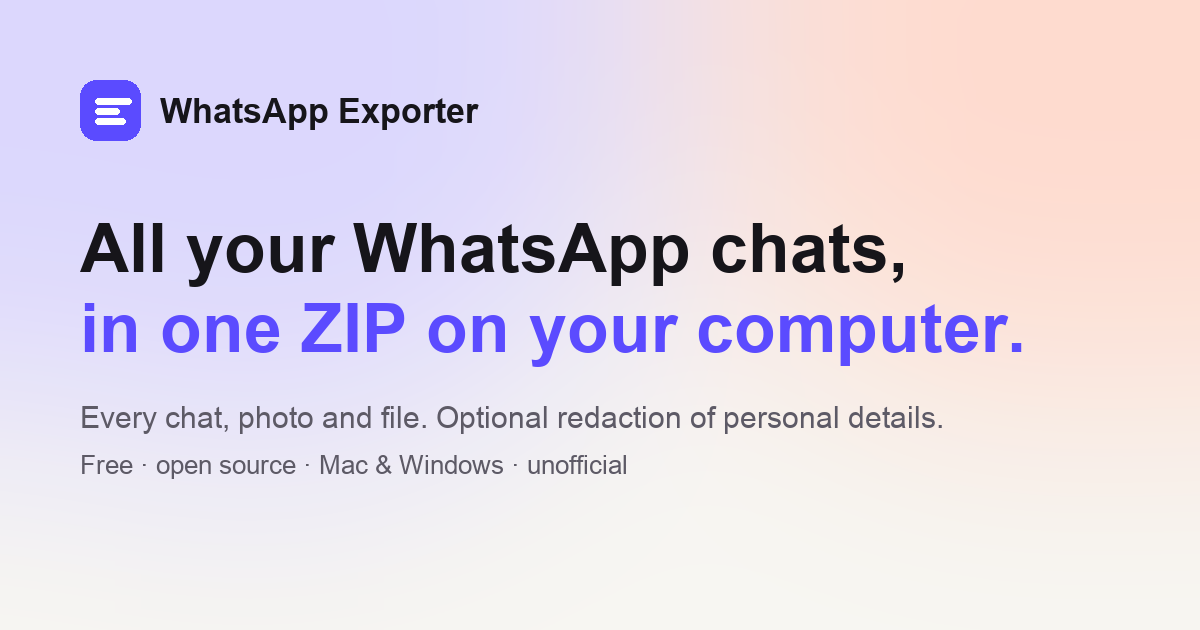 WhatsApp Exporter
All your WhatsApp chats,
in one ZIP on your computer.
Every chat, photo and file. Optional redaction of personal details.
Free · open source · Mac & Windows · unofficial